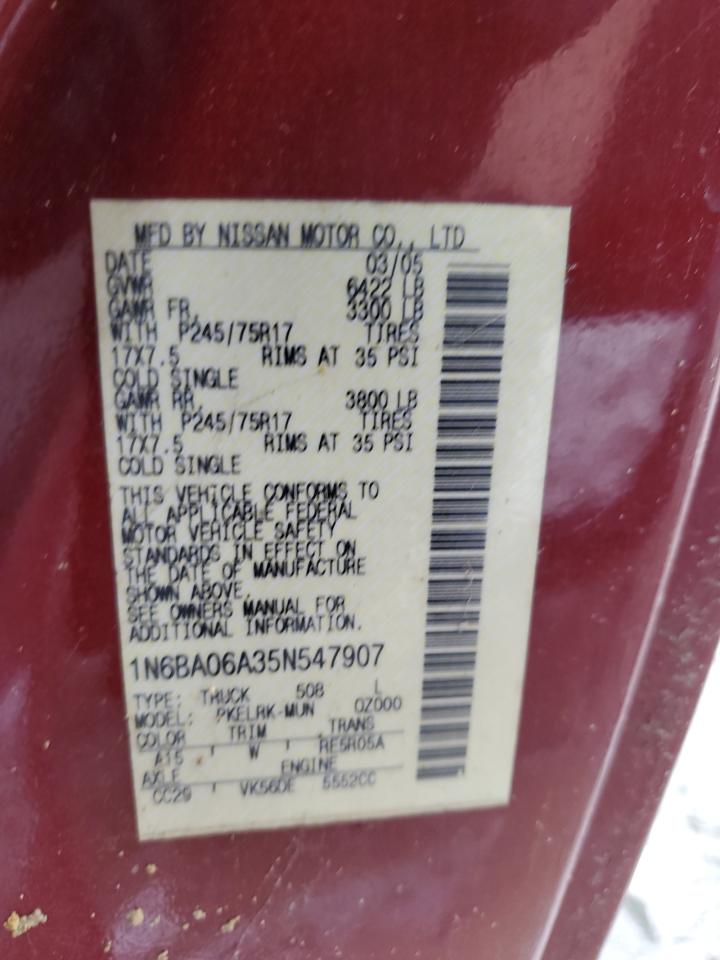 MFD BY NISSAN MOTOR CO., LTD
DATE 03/05
GVWR 6422 LB
GAWR FR. 3300 LB
WITH P245/75R17 TIRES
17X7.5 RIMS AT 35 PSI
COLD SINGLE
GAWR RR. 3800 LB
WITH P245/75R17 TIRES
17X7.5 RIMS AT 35 PSI
COLD SINGLE
THIS VEHICLE CONFORMS TO
ALL APPLICABLE FEDERAL
MOTOR VEHICLE SAFETY
STANDARDS IN EFFECT ON
THE DATE OF MANUFACTURE
SHOWN ABOVE.
SEE OWNERS MANUAL FOR
ADDITIONAL INFORMATION.
1N6BA06A35N547907
TYPE: TRUCK 508 L
MODEL: PKELRK-MUN 0Z000
COLOR TRIM TRANS
A15 W RE5R05A
AXLE ENGINE
CC29 VK56DE 5552CC